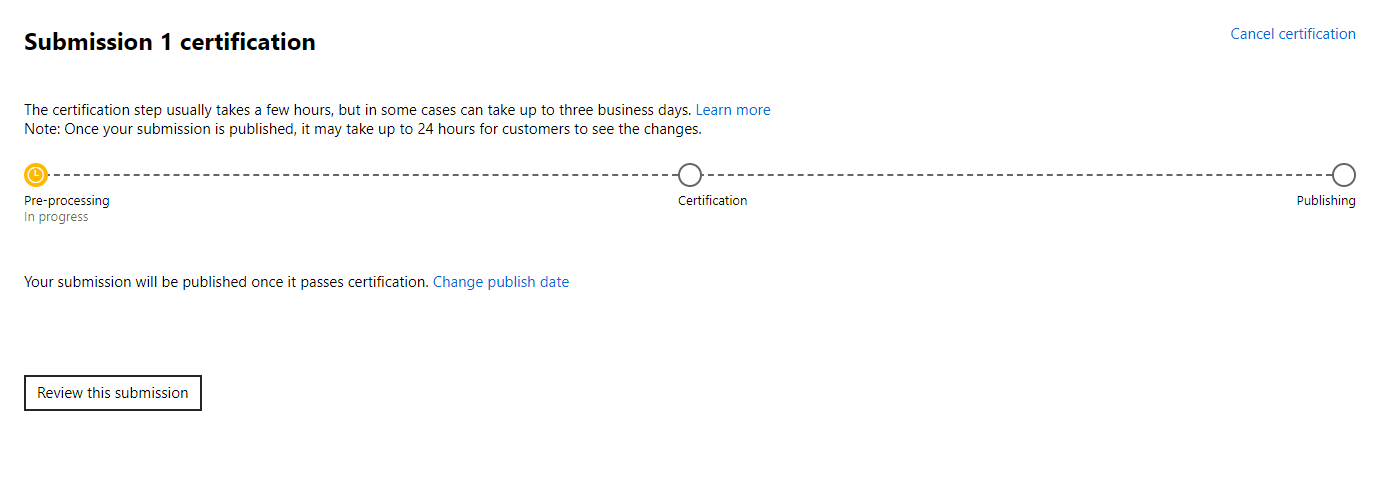 Submission 1 certification
Cancel certification
The certification step usually takes a few hours, but in some cases can take up to three business days. Learn more
Note: Once your submission is published, it may take up to 24 hours for customers to see the changes.
Pre-processing
In progress
Certification
Publishing
Your submission will be published once it passes certification. Change publish date
Review this submission